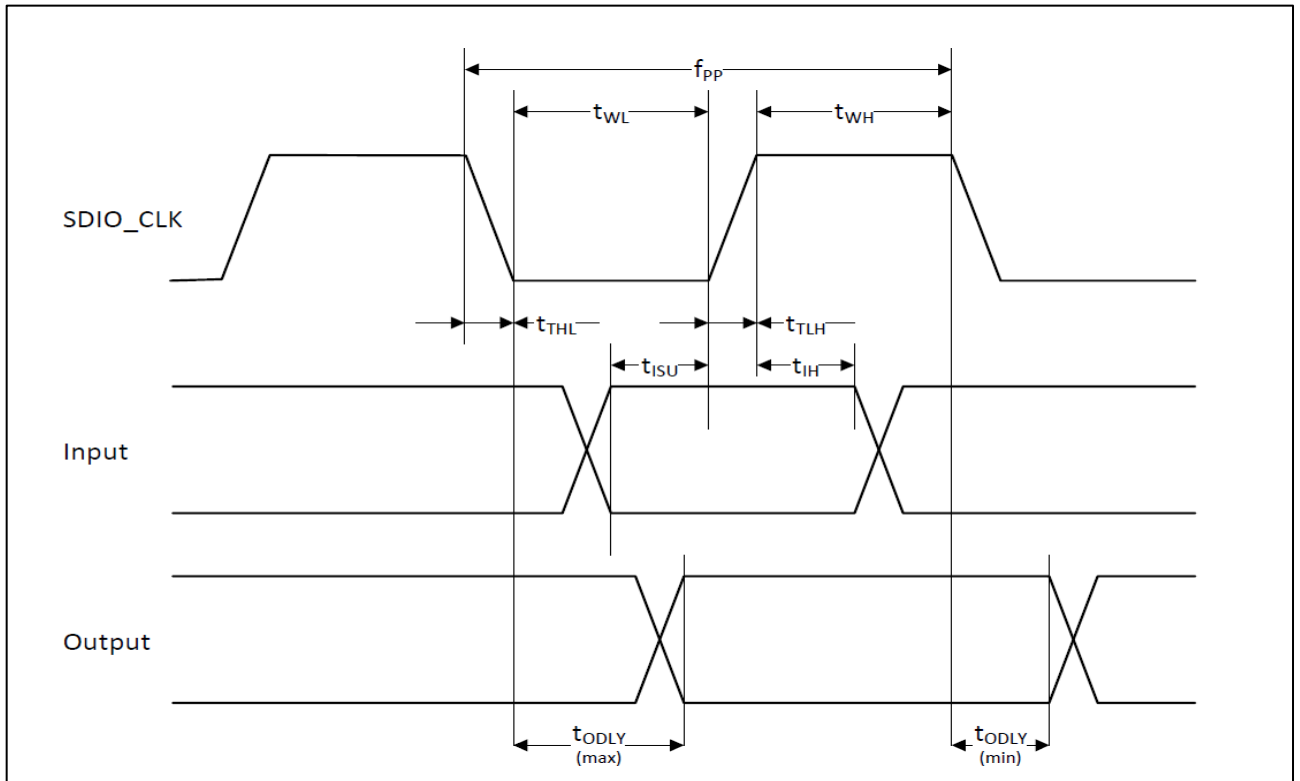 fPP
tWL
tWH
SDIO_CLK
tTHL
tTLH
tISU
tIH
Input
Output
tODLY
(max)
tODLY
(min)